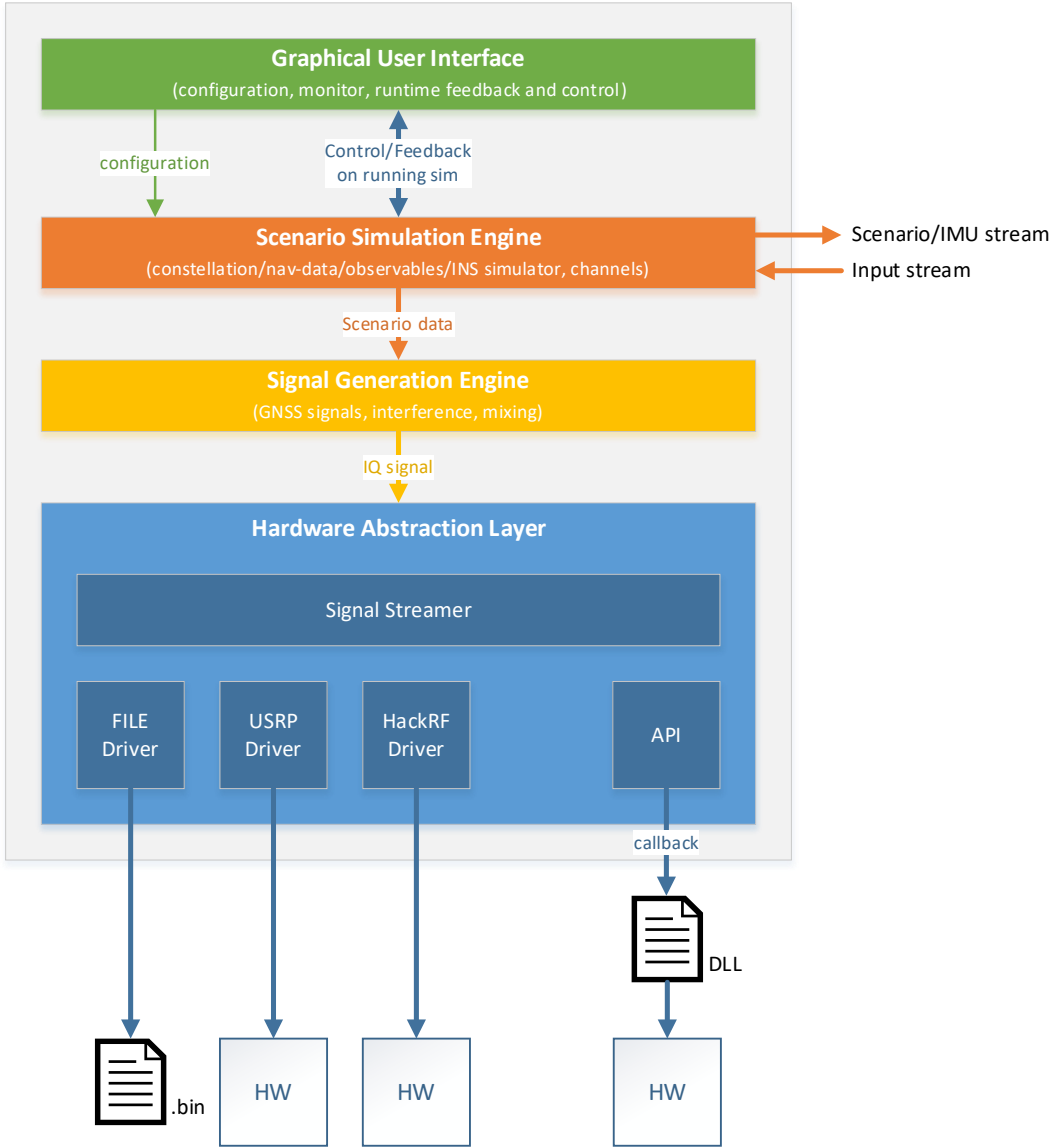 Graphical User Interface
(configuration, monitor, runtime feedback and control)
configuration
Control/Feedback
on running sim
Scenario Simulation Engine
(constellation/nav-data/observables/INS simulator, channels)
Scenario/IMU stream
Input stream
Scenario data
Signal Generation Engine
(GNSS signals, interference, mixing)
IQ signal
Hardware Abstraction Layer
Signal Streamer
FILE
Driver
USRP
Driver
HackRF
Driver
API
callback
DLL
.bin
HW
HW
HW